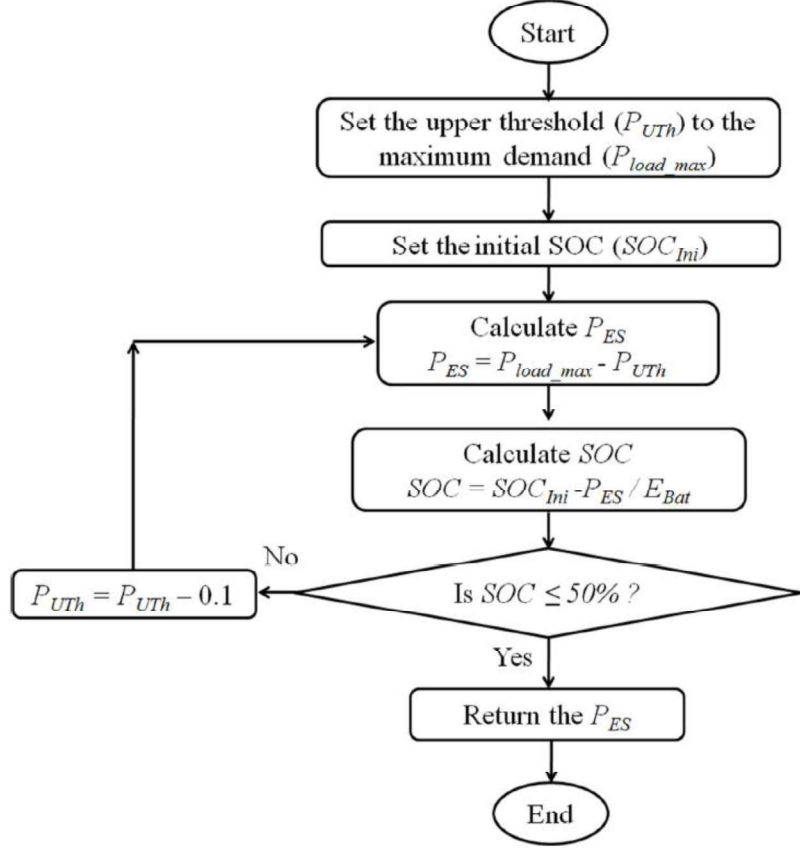 Start
Set the upper threshold (P_UTh) to the
maximum demand (P_load_max)
Set the initial SOC (SOC_Ini)
Calculate P_ES
P_ES = P_load_max - P_UTh
Calculate SOC
SOC = SOC_Ini -P_ES / E_Bat
No
P_UTh = P_UTh – 0.1
Is SOC ≤ 50% ?
Yes
Return the P_ES
End